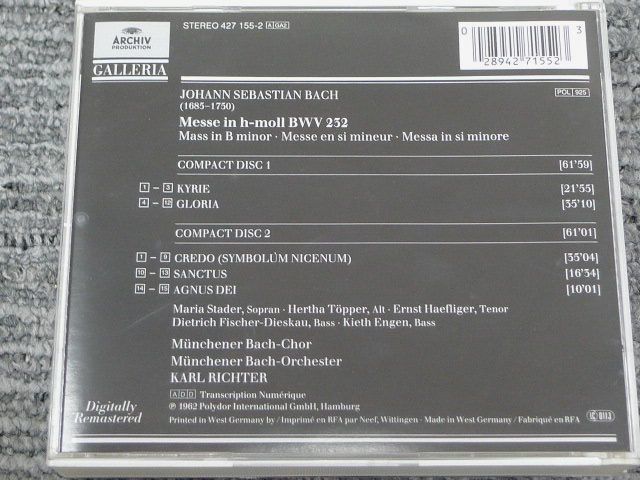 STEREO 427 155-2 A GA2
ARCHIV
PRODUKTION
GALLERIA
0 28942 71552 3
JOHANN SEBASTIAN BACH
POL 925
(1685–1750)
Messe in h-moll BWV 232
Mass in B minor · Messe en si mineur · Messa in si minore
COMPACT DISC 1 [61'59]
1 – 3 KYRIE [21'55]
4 – 12 GLORIA [35'10]
COMPACT DISC 2 [61'01]
1 – 9 CREDO (SYMBOLUM NICENUM) [35'04]
10 – 13 SANCTUS [16'34]
14 – 15 AGNUS DEI [10'01]
Maria Stader, Sopran · Hertha Töpper, Alt · Ernst Haefliger, Tenor
Dietrich Fischer-Dieskau, Bass · Kieth Engen, Bass
Münchener Bach-Chor
Münchener Bach-Orchester
KARL RICHTER
ADD Transcription Numérique
℗ 1962 Polydor International GmbH, Hamburg
Digitally
Remastered
Printed in West Germany / Imprimé en RFA par Neef, Wittingen · Made in West Germany / Fabriqué en RFA